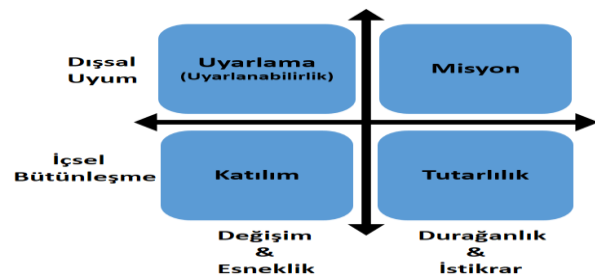 Dışsal
Uyum
Uyarlama
(Uyarlanabilirlik)
Misyon
İçsel
Bütünleşme
Katılım
Tutarlılık
Değişim
&
Esneklik
Durağanlık
&
İstikrar